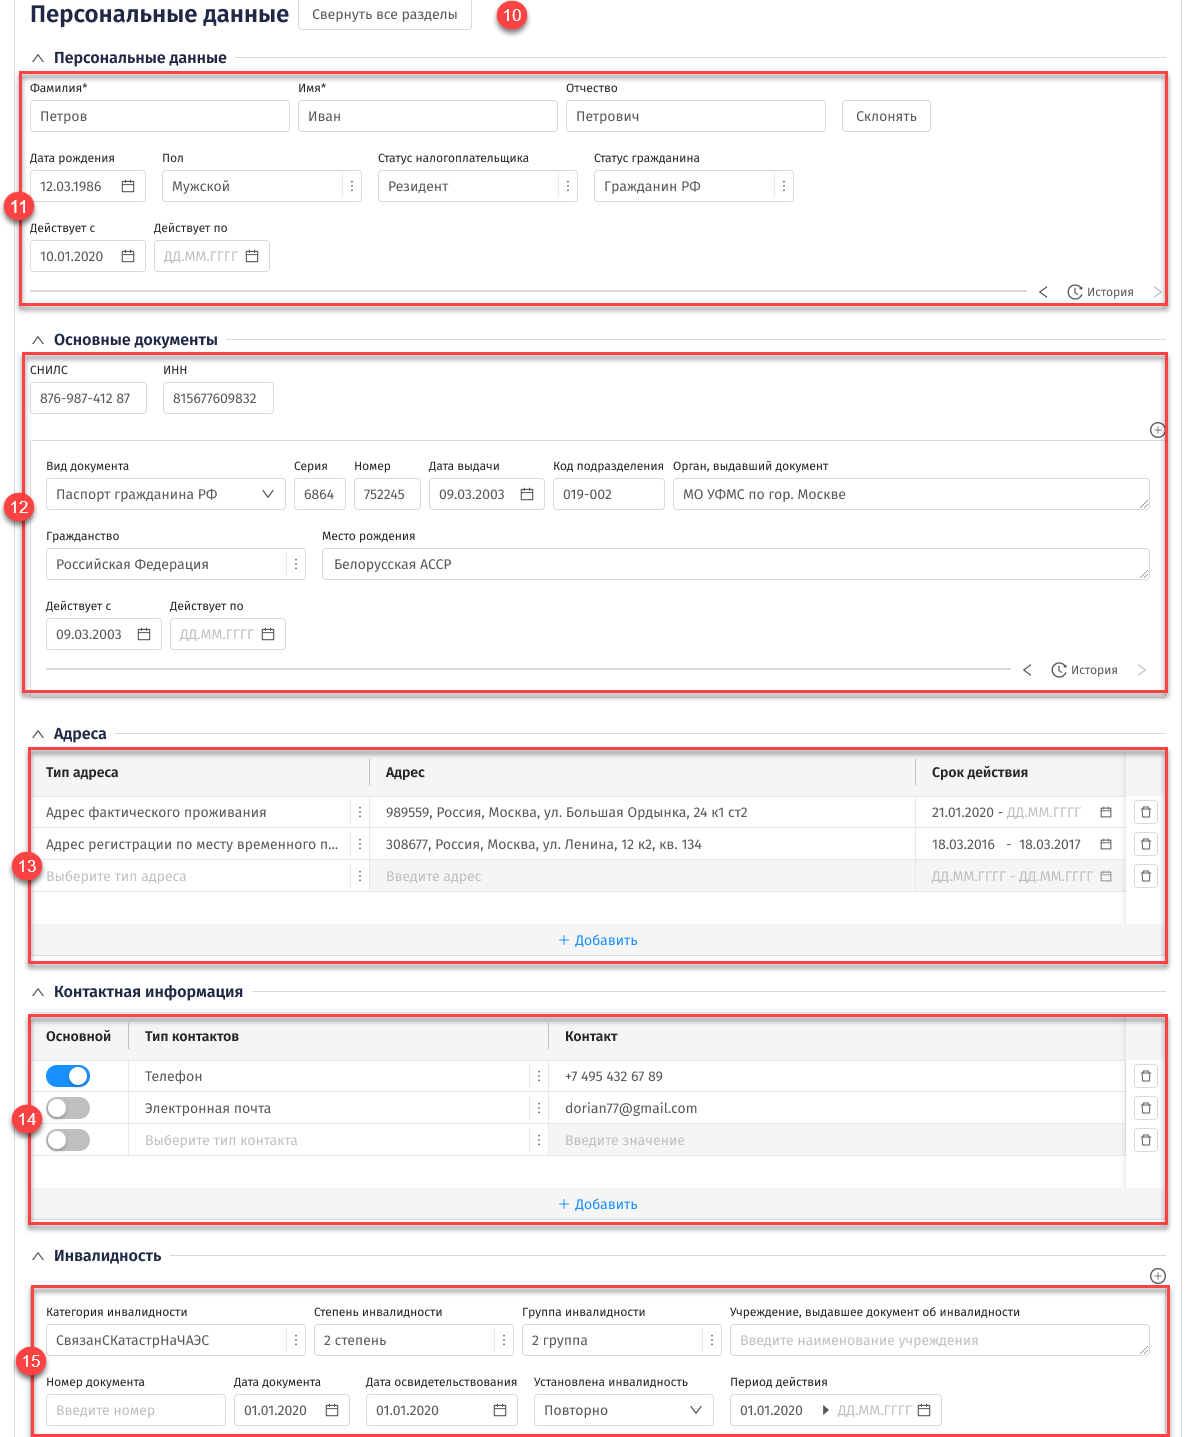 Персональные данные Свернуть все разделы 10
Персональные данные
Фамилия* Имя* Отчество
Петров Иван Петрович Склонять
Дата рождения Пол Статус налогоплательщика Статус гражданина
12.03.1986 Мужской Резидент Гражданин РФ
11
Действует с Действует по
10.01.2020 ДД.ММ.ГГГГ
История
Основные документы
СНИЛС ИНН
876-987-412 87 815677609832
Вид документа Серия Номер Дата выдачи Код подразделения Орган, выдавший документ
Паспорт гражданина РФ 6864 752245 09.03.2003 019-002 МО УФМС по гор. Москве
12
Гражданство Место рождения
Российская Федерация Белорусская АССР
Действует с Действует по
09.03.2003 ДД.ММ.ГГГГ
История
Адреса
Тип адреса Адрес Срок действия
Адрес фактического проживания 989559, Россия, Москва, ул. Большая Ордынка, 24 к1 ст2 21.01.2020 - ДД.ММ.ГГГГ
Адрес регистрации по месту временного п... 308677, Россия, Москва, ул. Ленина, 12 к2, кв. 134 18.03.2016 - 18.03.2017
13
Выберите тип адреса Введите адрес ДД.ММ.ГГГГ - ДД.ММ.ГГГГ
+ Добавить
Контактная информация
Основной Тип контактов Контакт
Телефон +7 495 432 67 89
Электронная почта dorian77@gmail.com
14
Выберите тип контакта Введите значение
+ Добавить
Инвалидность
Категория инвалидности Степень инвалидности Группа инвалидности Учреждение, выдавшее документ об инвалидности
СвязанСКатастрНаЧАЭС 2 степень 2 группа Введите наименование учреждения
15
Номер документа Дата документа Дата освидетельствования Установлена инвалидность Период действия
Введите номер 01.01.2020 01.01.2020 Повторно 01.01.2020 ДД.ММ.ГГГГ